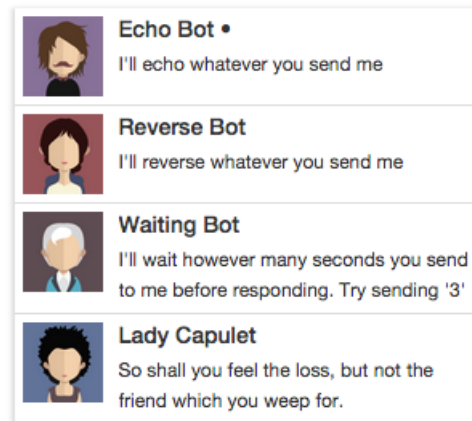 Echo Bot •
I'll echo whatever you send me
Reverse Bot
I'll reverse whatever you send me
Waiting Bot
I'll wait however many seconds you send
to me before responding. Try sending '3'
Lady Capulet
So shall you feel the loss, but not the
friend which you weep for.